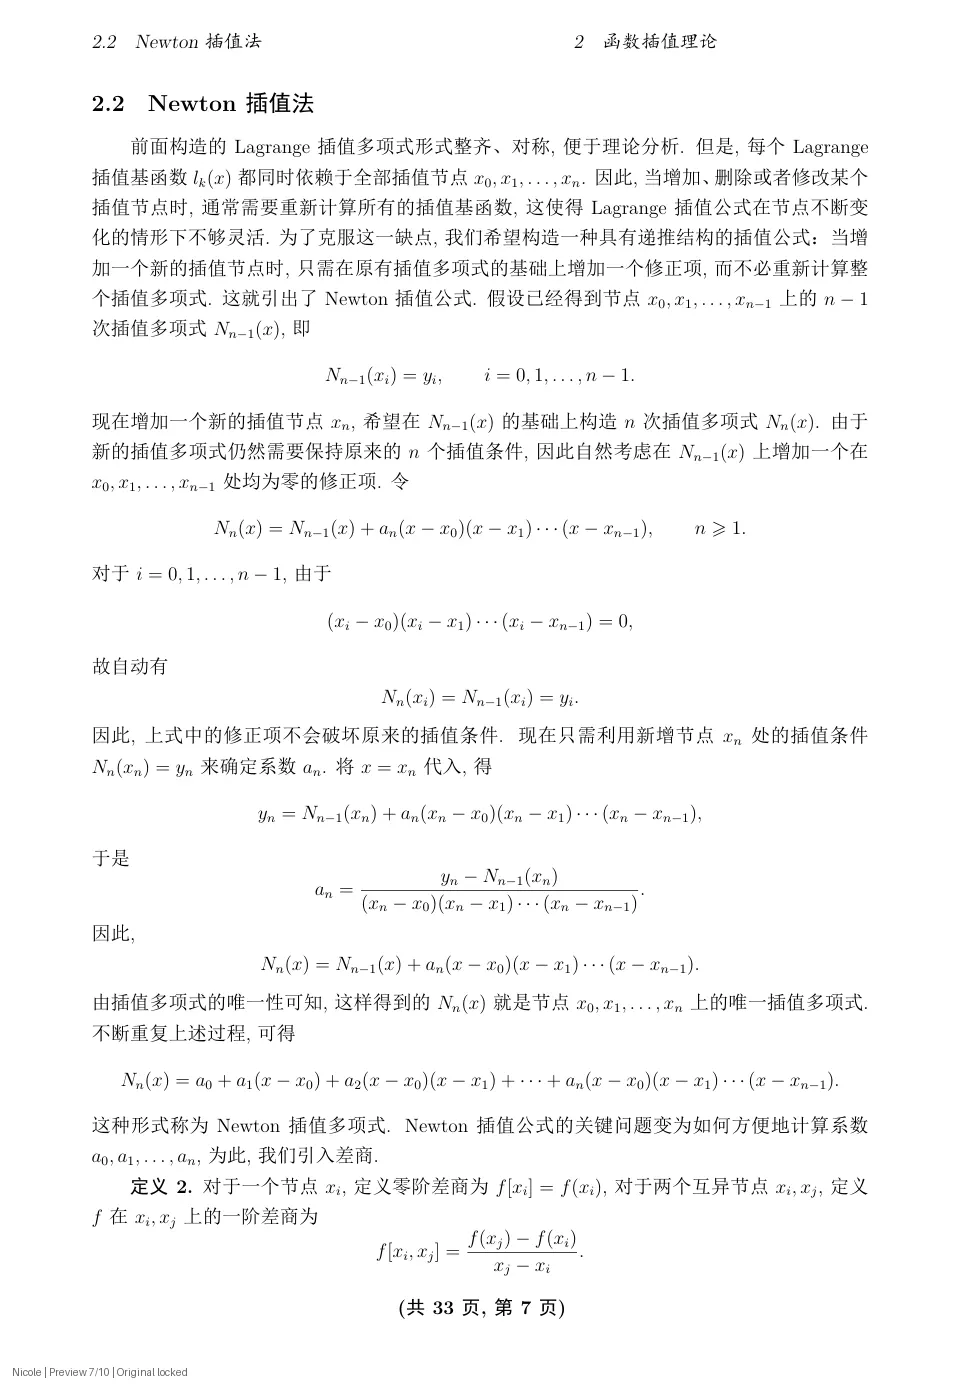 2.2 Newton 插值法 2 函数插值理论
2.2 Newton 插值法
前面构造的 Lagrange 插值多项式形式整齐、对称, 便于理论分析. 但是, 每个 Lagrange
插值基函数 l_k(x) 都同时依赖于全部插值节点 x_0, x_1, . . . , x_n. 因此, 当增加、删除或者修改某个
插值节点时, 通常需要重新计算所有的插值基函数, 这使得 Lagrange 插值公式在节点不断变
化的情形下不够灵活. 为了克服这一缺点, 我们希望构造一种具有递推结构的插值公式：当增
加一个新的插值节点时, 只需在原有插值多项式的基础上增加一个修正项, 而不必重新计算整
个插值多项式. 这就引出了 Newton 插值公式. 假设已经得到节点 x_0, x_1, . . . , x_{n−1} 上的 n − 1
次插值多项式 N_{n−1}(x), 即
N_{n−1}(x_i) = y_i, i = 0, 1, . . . , n − 1.
现在增加一个新的插值节点 x_n, 希望在 N_{n−1}(x) 的基础上构造 n 次插值多项式 N_n(x). 由于
新的插值多项式仍然需要保持原来的 n 个插值条件, 因此自然考虑在 N_{n−1}(x) 上增加一个在
x_0, x_1, . . . , x_{n−1} 处均为零的修正项. 令
N_n(x) = N_{n−1}(x) + a_n(x − x_0)(x − x_1) · · · (x − x_{n−1}), n ⩾ 1.
对于 i = 0, 1, . . . , n − 1, 由于
(x_i − x_0)(x_i − x_1) · · · (x_i − x_{n−1}) = 0,
故自动有
N_n(x_i) = N_{n−1}(x_i) = y_i.
因此, 上式中的修正项不会破坏原来的插值条件. 现在只需利用新增节点 x_n 处的插值条件
N_n(x_n) = y_n 来确定系数 a_n. 将 x = x_n 代入, 得
y_n = N_{n−1}(x_n) + a_n(x_n − x_0)(x_n − x_1) · · · (x_n − x_{n−1}),
于是
a_n = \frac{y_n − N_{n−1}(x_n)}{(x_n − x_0)(x_n − x_1) · · · (x_n − x_{n−1})}.
因此,
N_n(x) = N_{n−1}(x) + a_n(x − x_0)(x − x_1) · · · (x − x_{n−1}).
由插值多项式的唯一性可知, 这样得到的 N_n(x) 就是节点 x_0, x_1, . . . , x_n 上的唯一插值多项式.
不断重复上述过程, 可得
N_n(x) = a_0 + a_1(x − x_0) + a_2(x − x_0)(x − x_1) + · · · + a_n(x − x_0)(x − x_1) · · · (x − x_{n−1}).
这种形式称为 Newton 插值多项式. Newton 插值公式的关键问题变为如何方便地计算系数
a_0, a_1, . . . , a_n, 为此, 我们引入差商.
定义 2. 对于一个节点 x_i, 定义零阶差商为 f[x_i] = f(x_i), 对于两个互异节点 x_i, x_j, 定义
f 在 x_i, x_j 上的一阶差商为
f[x_i, x_j] = \frac{f(x_j) − f(x_i)}{x_j − x_i}.
(共 33 页, 第 7 页)
Nicole | Preview 7/10 | Original locked